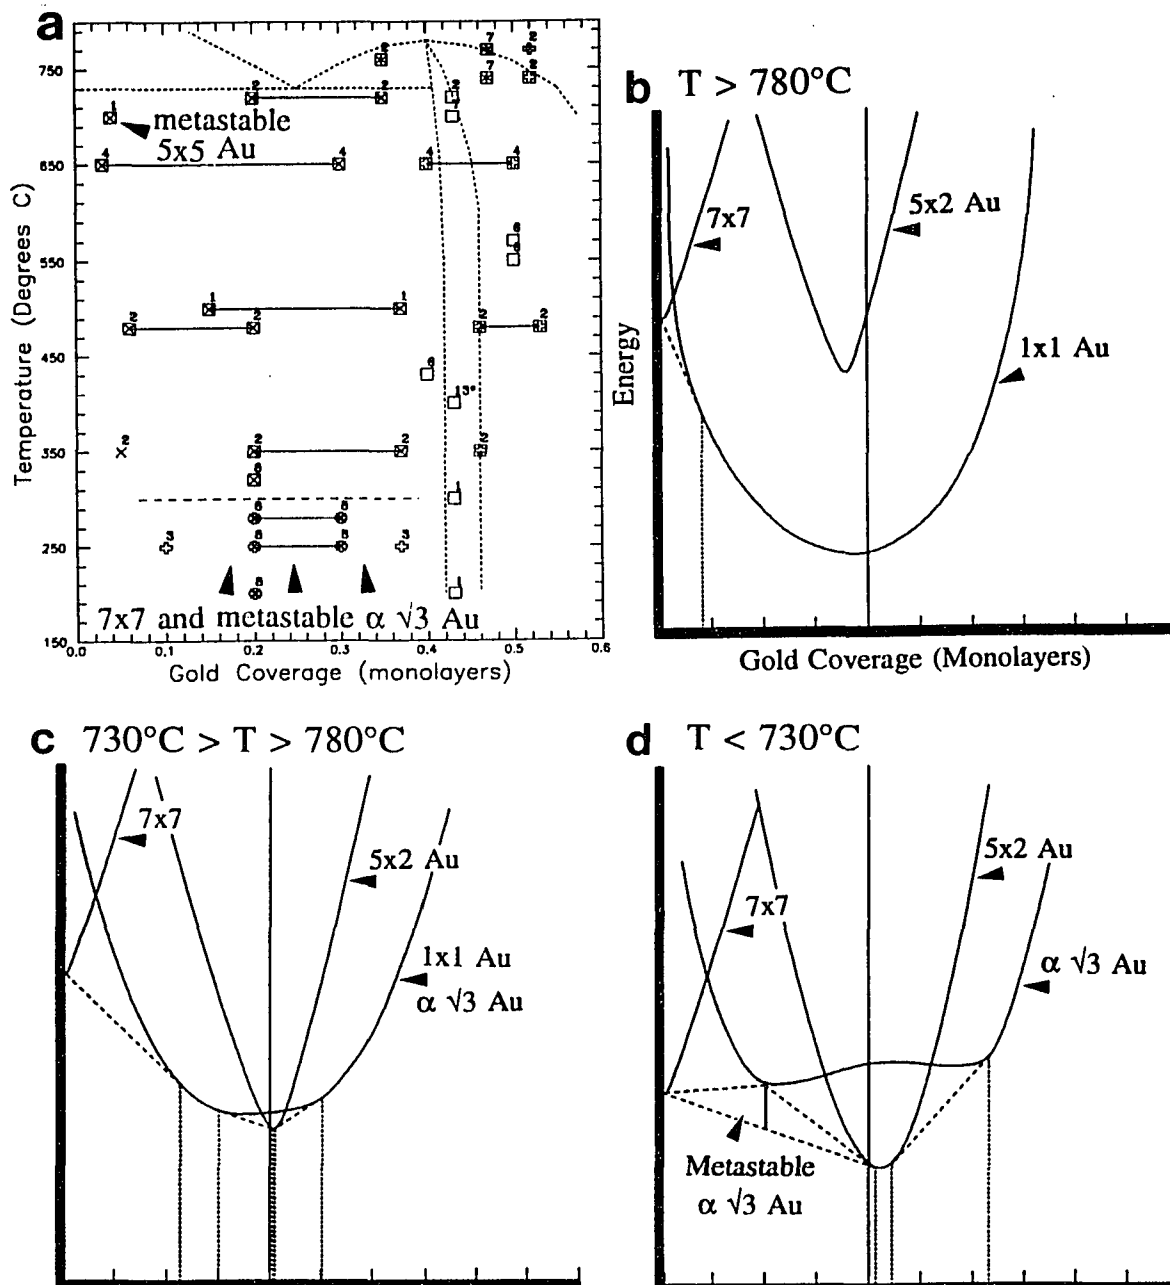 a
750
650
550
450
350
250
150
0.0 0.1 0.2 0.3 0.4 0.5 0.6
Temperature (Degrees C)
Gold Coverage (monolayers)
metastable
5x5 Au
7x7 and metastable α √3 Au
b T > 780°C
7x7
5x2 Au
1x1 Au
Energy
Gold Coverage (Monolayers)
c 730°C > T > 780°C
7x7
5x2 Au
1x1 Au
α √3 Au
d T < 730°C
5x2 Au
7x7
α √3 Au
Metastable
α √3 Au